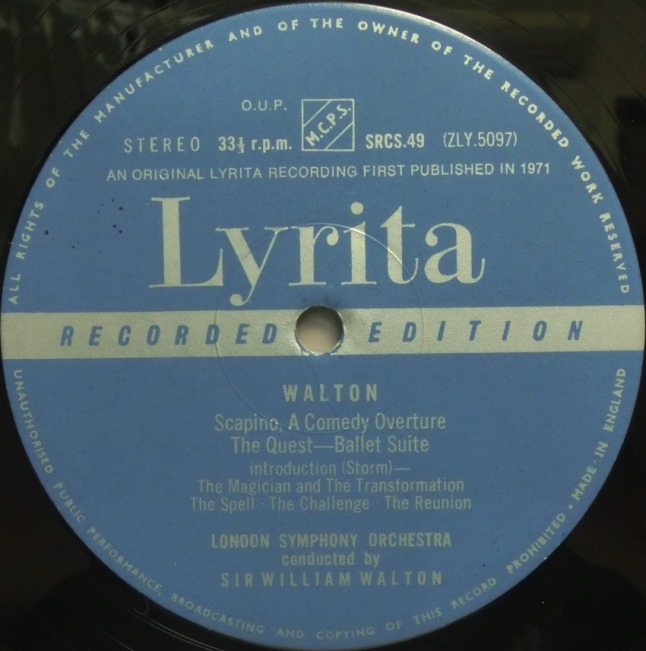 ALL RIGHTS OF THE MANUFACTURER AND OF THE OWNER OF THE RECORDED WORK RESERVED
O.U.P.
M.C.P.S.
STEREO 33⅓ r.p.m. SRCS.49 (ZLY.5097)
AN ORIGINAL LYRITA RECORDING FIRST PUBLISHED IN 1971
Lyrita
RECORDED EDITION
WALTON
Scapino, A Comedy Overture
The Quest—Ballet Suite
introduction (Storm)—
The Magician and The Transformation
The Spell · The Challenge · The Reunion
LONDON SYMPHONY ORCHESTRA
conducted by
SIR WILLIAM WALTON
UNAUTHORISED PUBLIC PERFORMANCE, BROADCASTING AND COPYING OF THIS RECORD PROHIBITED • MADE IN ENGLAND